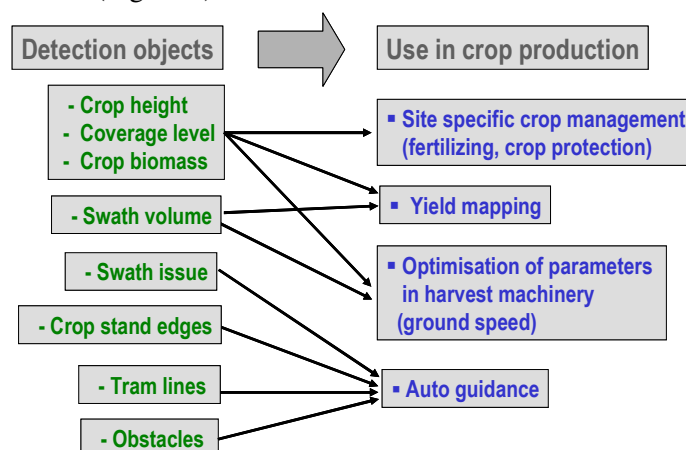 Detection objects
Use in crop production
- Crop height
- Coverage level
- Crop biomass
- Swath volume
- Swath issue
- Crop stand edges
- Tram lines
- Obstacles
▪ Site specific crop management
(fertilizing, crop protection)
▪ Yield mapping
▪ Optimisation of parameters
in harvest machinery
(ground speed)
▪ Auto guidance